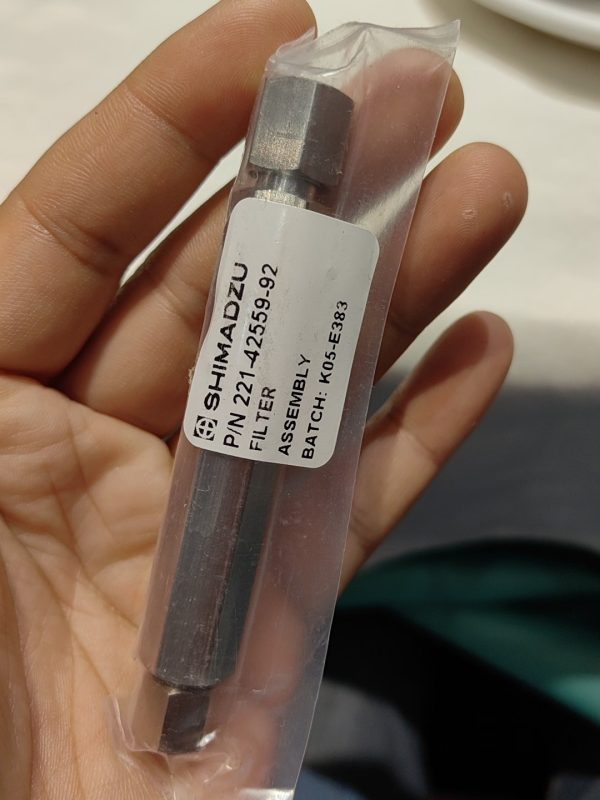 SHIMADZU
P/N 221-42559-92
FILTER
ASSEMBLY
BATCH: K05-E383